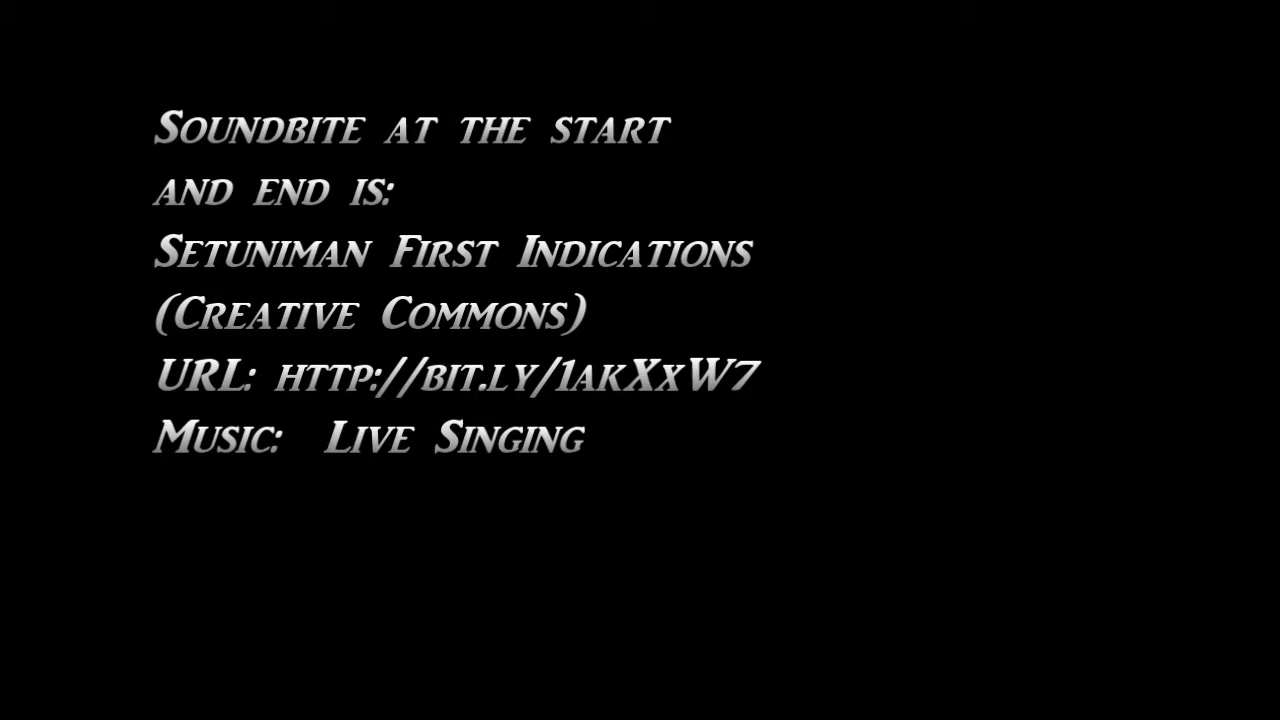 Soundbite at the start
and end is:
Setuniman First Indications
(Creative Commons)
URL: http://bit.ly/1akXxW7
Music: Live Singing